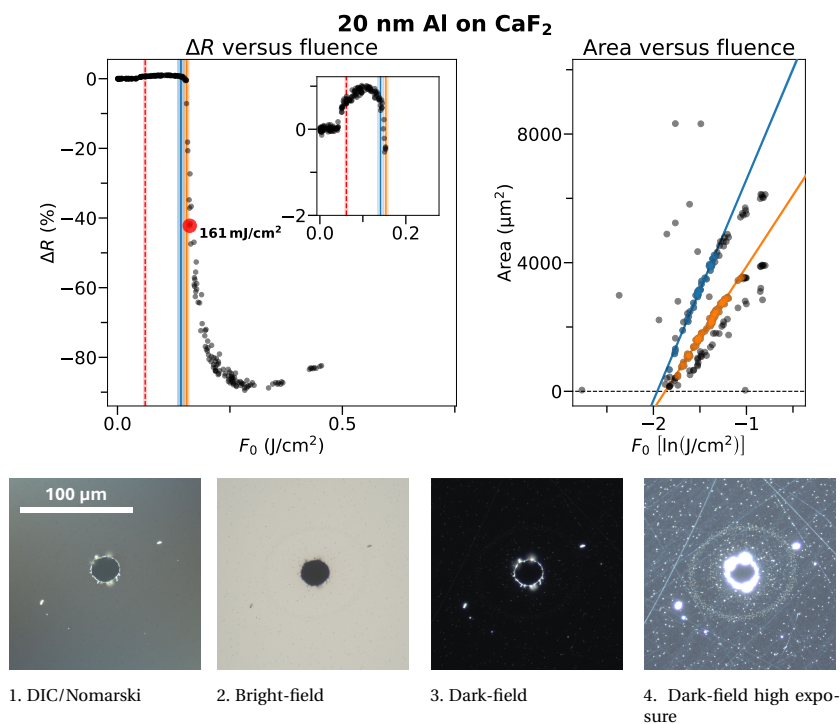 20 nm Al on CaF₂
ΔR versus fluence
0
−20
−40
−60
−80
ΔR (%)
0.0
0.5
F₀ (J/cm²)
161 mJ/cm²
0
−2
0.0
0.2
Area versus fluence
8000
4000
0
Area (μm²)
−2
−1
F₀ [ln(J/cm²)]
100 μm
1. DIC/Nomarski
2. Bright-field
3. Dark-field
4. Dark-field high expo-
sure